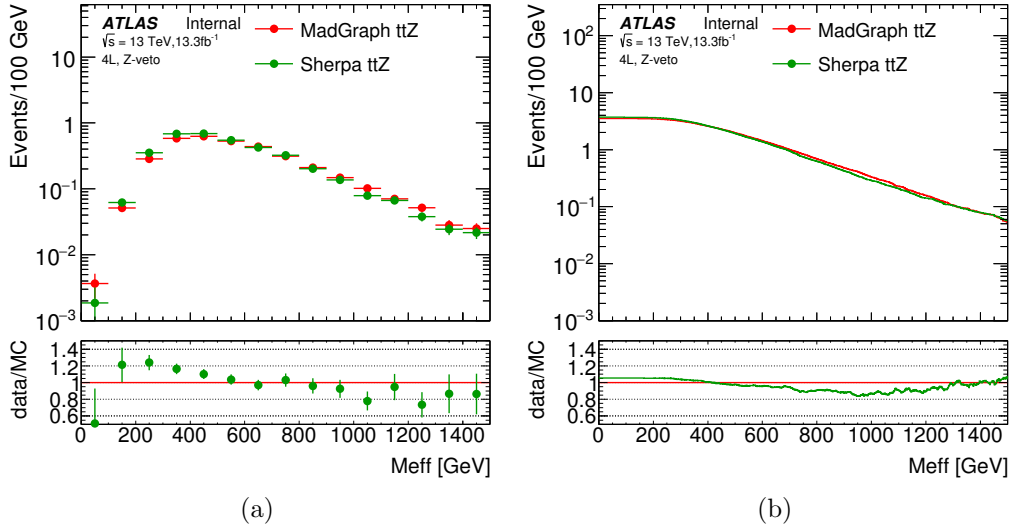 ATLAS Internal
√s = 13 TeV,13.3fb⁻¹
4L, Z-veto
MadGraph ttZ
Sherpa ttZ
Events/100 GeV
10
1
10⁻¹
10⁻²
10⁻³
data/MC
1.4
1.2
1
0.8
0.6
0 200 400 600 800 1000 1200 1400
Meff [GeV]
(a)
ATLAS Internal
√s = 13 TeV,13.3fb⁻¹
4L, Z-veto
MadGraph ttZ
Sherpa ttZ
Events/100 GeV
10²
10
1
10⁻¹
10⁻²
10⁻³
data/MC
1.4
1.2
1
0.8
0.6
0 200 400 600 800 1000 1200 1400
Meff [GeV]
(b)